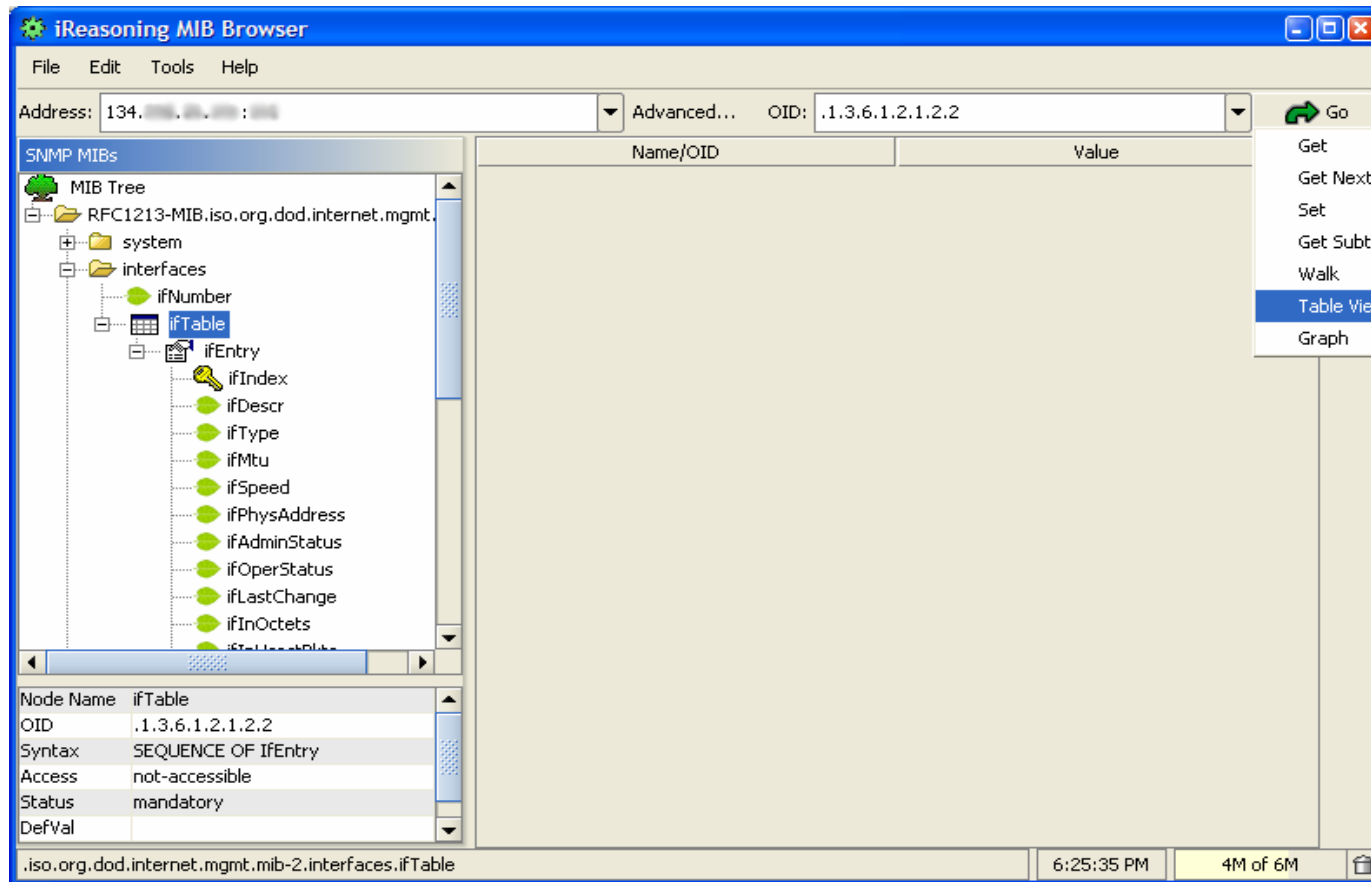 iReasoning MIB Browser
File Edit Tools Help
Address: 134. Advanced... OID: .1.3.6.1.2.1.2.2 Go
SNMP MIBs
MIB Tree
RFC1213-MIB.iso.org.dod.internet.mgmt.
system
interfaces
ifNumber
ifTable
ifEntry
ifIndex
ifDescr
ifType
ifMtu
ifSpeed
ifPhysAddress
ifAdminStatus
ifOperStatus
ifLastChange
ifInOctets
Name/OID Value
Get
Get Next
Set
Get Subt
Walk
Table Vie
Graph
Node Name ifTable
OID .1.3.6.1.2.1.2.2
Syntax SEQUENCE OF IfEntry
Access not-accessible
Status mandatory
DefVal
.iso.org.dod.internet.mgmt.mib-2.interfaces.ifTable 6:25:35 PM 4M of 6M